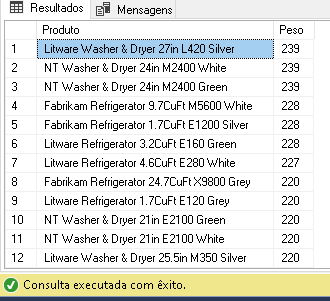 Resultados Mensagens
Produto Peso
1 Litware Washer & Dryer 27in L420 Silver 239
2 NT Washer & Dryer 24in M2400 White 239
3 NT Washer & Dryer 24in M2400 Green 239
4 Fabrikam Refrigerator 9.7CuFt M5600 White 228
5 Fabrikam Refrigerator 1.7CuFt E1200 Silver 228
6 Litware Refrigerator 3.2CuFt E160 Green 228
7 Litware Refrigerator 4.6CuFt E280 White 227
8 Fabrikam Refrigerator 24.7CuFt X9800 Grey 220
9 Litware Refrigerator 1.7CuFt E120 Grey 220
10 NT Washer & Dryer 21in E2100 Green 220
11 NT Washer & Dryer 21in E2100 White 220
12 Litware Washer & Dryer 25.5in M350 Silver 220
Consulta executada com êxito.